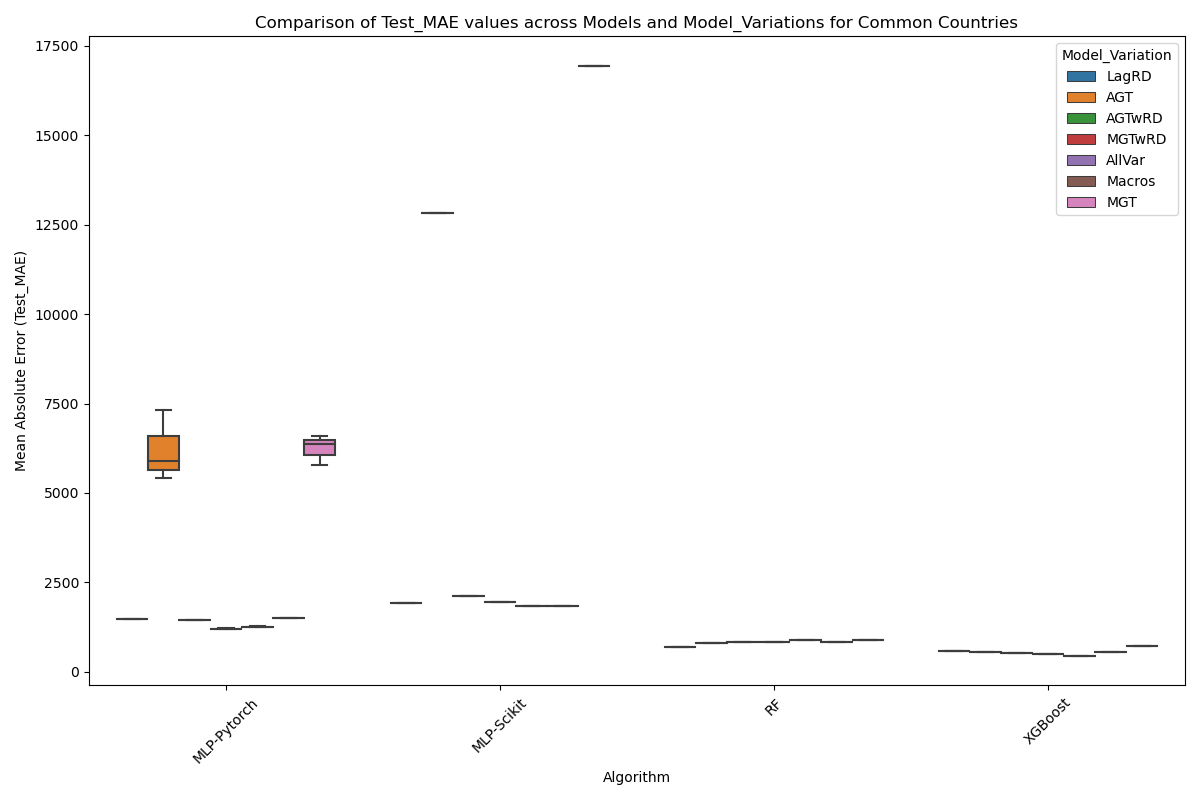 Comparison of Test_MAE values across Models and Model_Variations for Common Countries
Mean Absolute Error (Test_MAE)
17500
15000
12500
10000
7500
5000
2500
0
Model_Variation
LagRD
AGT
AGTwRD
MGTwRD
AllVar
Macros
MGT
MLP-Pytorch
MLP-Scikit
RF
XGBoost
Algorithm